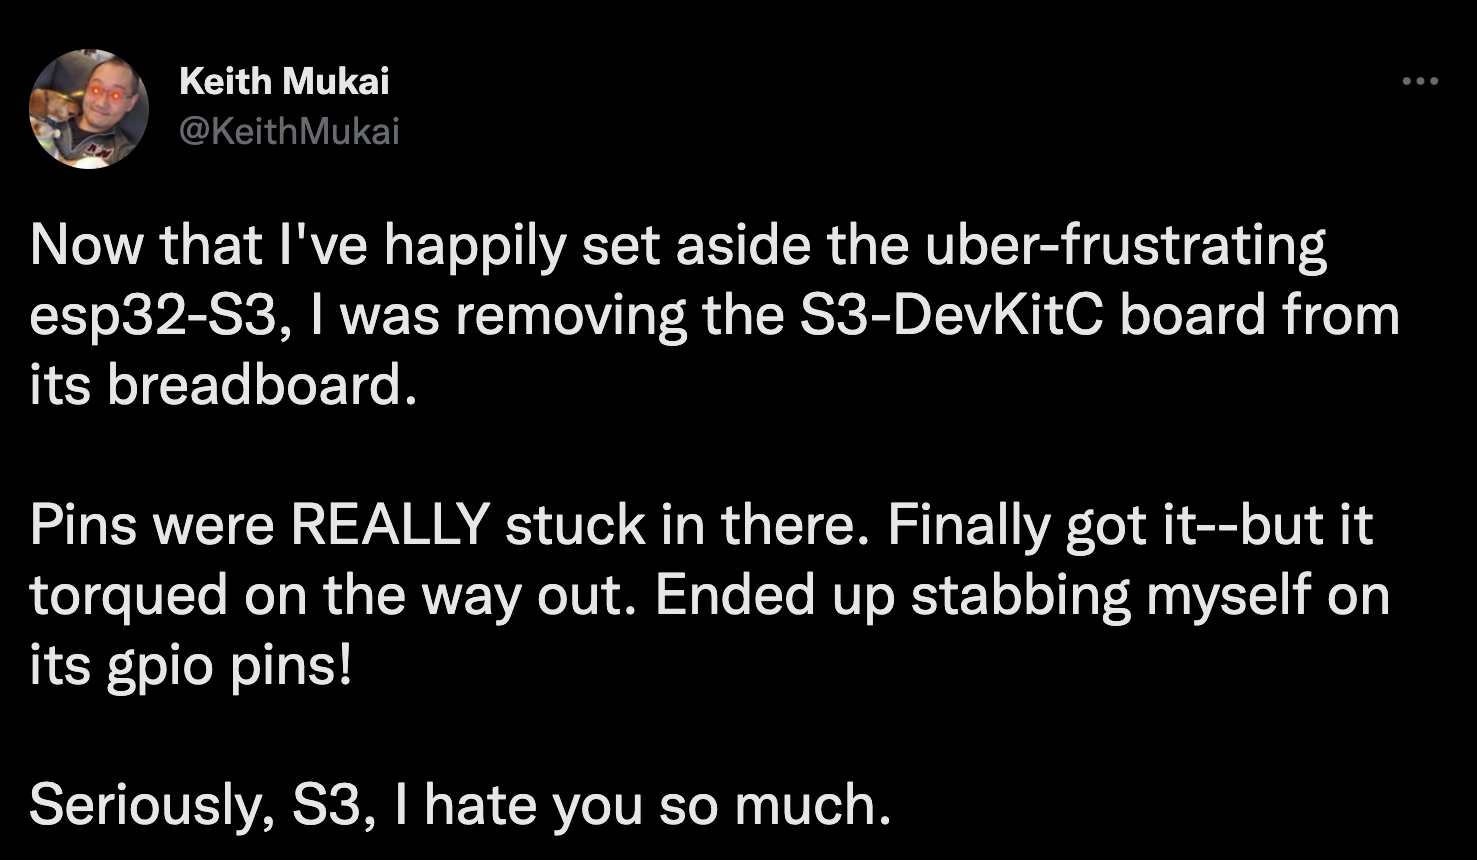 Keith Mukai
@KeithMukai
Now that I've happily set aside the uber-frustrating
esp32-S3, I was removing the S3-DevKitC board from
its breadboard.
Pins were REALLY stuck in there. Finally got it--but it
torqued on the way out. Ended up stabbing myself on
its gpio pins!
Seriously, S3, I hate you so much.